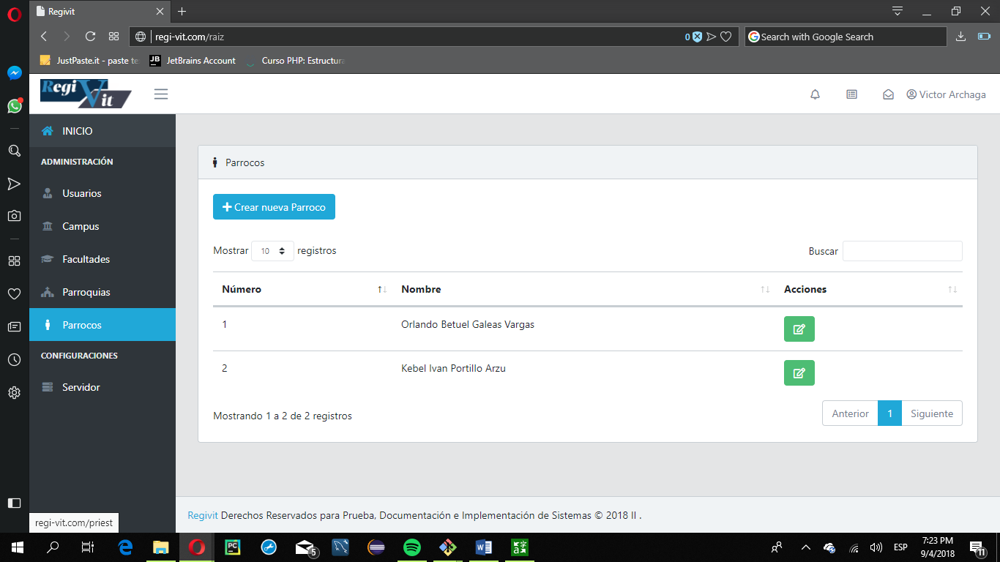 Regivit
regi-vit.com/raiz
0
Search with Google Search
JustPaste.it - paste te
JB
JetBrains Account
Curso PHP: Estructura
Regi Vit
Victor Archaga
INICIO
ADMINISTRACIÓN
Usuarios
Campus
Facultades
Parroquias
Parrocos
CONFIGURACIONES
Servidor
Parrocos
Crear nueva Parroco
Mostrar 10 registros
Buscar
Número Nombre Acciones
1 Orlando Betuel Galeas Vargas
2 Kebel Ivan Portillo Arzu
Mostrando 1 a 2 de 2 registros
Anterior 1 Siguiente
Regivit Derechos Reservados para Prueba, Documentación e Implementación de Sistemas © 2018 II .
regi-vit.com/priest
PC
5
ESP
7:23 PM
9/4/2018
11